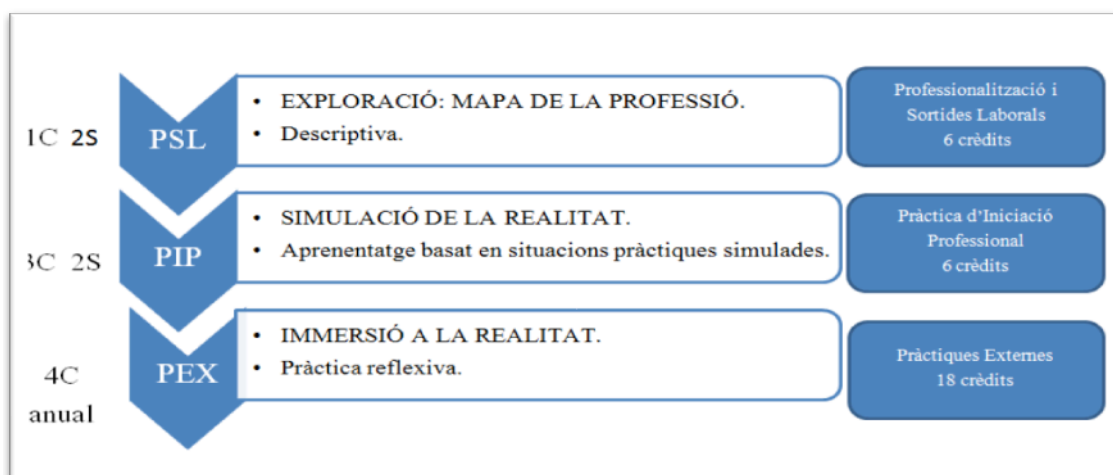 1C 2S
PSL
• EXPLORACIÓ: MAPA DE LA PROFESSIÓ.
• Descriptiva.
Professionalització i
Sortides Laborals
6 crèdits
3C 2S
PIP
• SIMULACIÓ DE LA REALITAT.
• Aprenentatge basat en situacions pràctiques simulades.
Pràctica d'Iniciació
Professional
6 crèdits
4C
anual
PEX
• IMMERSIÓ A LA REALITAT.
• Pràctica reflexiva.
Pràctiques Externes
18 crèdits